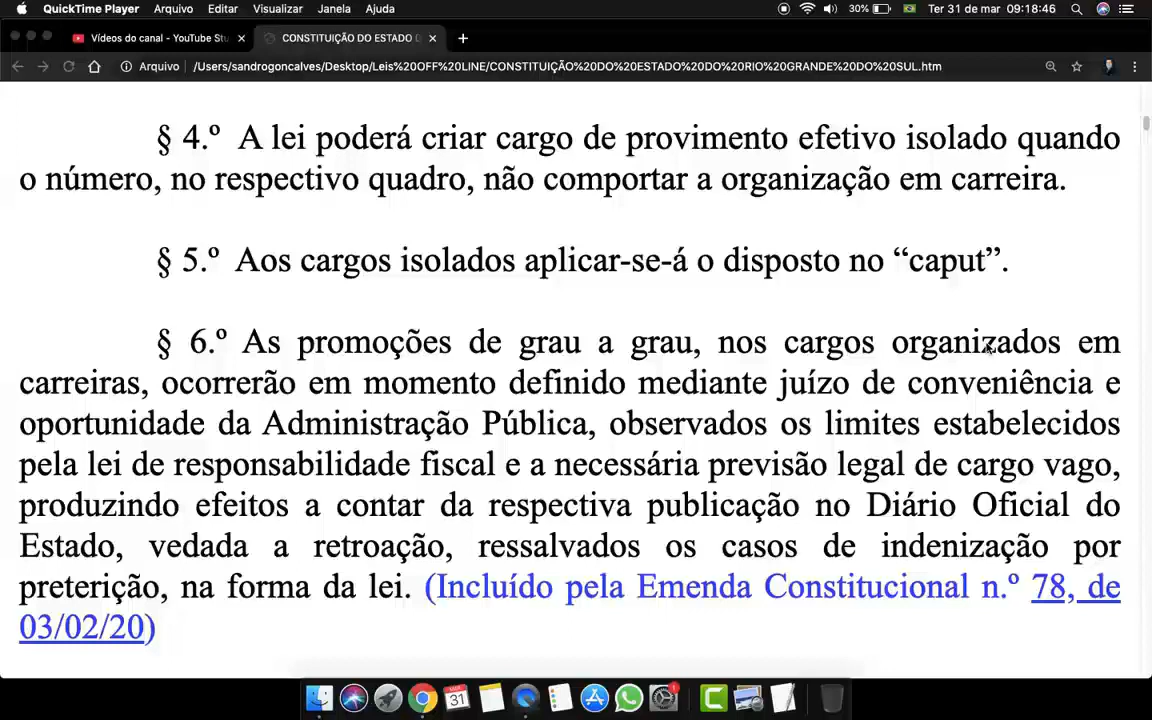 QuickTime Player Arquivo Editar Visualizar Janela Ajuda 30% Ter 31 de mar 09:18:46
Vídeos do canal - YouTube Stu × CONSTITUIÇÃO DO ESTADO D × +
Arquivo /Users/sandrogoncalves/Desktop/Leis%20OFF%20LINE/CONSTITUIÇÃO%20DO%20ESTADO%20DO%20RIO%20GRANDE%20DO%20SUL.htm
§ 4.º A lei poderá criar cargo de provimento efetivo isolado quando
o número, no respectivo quadro, não comportar a organização em carreira.
§ 5.º Aos cargos isolados aplicar-se-á o disposto no “caput”.
§ 6.º As promoções de grau a grau, nos cargos organizados em
carreiras, ocorrerão em momento definido mediante juízo de conveniência e
oportunidade da Administração Pública, observados os limites estabelecidos
pela lei de responsabilidade fiscal e a necessária previsão legal de cargo vago,
produzindo efeitos a contar da respectiva publicação no Diário Oficial do
Estado, vedada a retroação, ressalvados os casos de indenização por
preterição, na forma da lei. (Incluído pela Emenda Constitucional n.º 78, de
03/02/20)
31
1